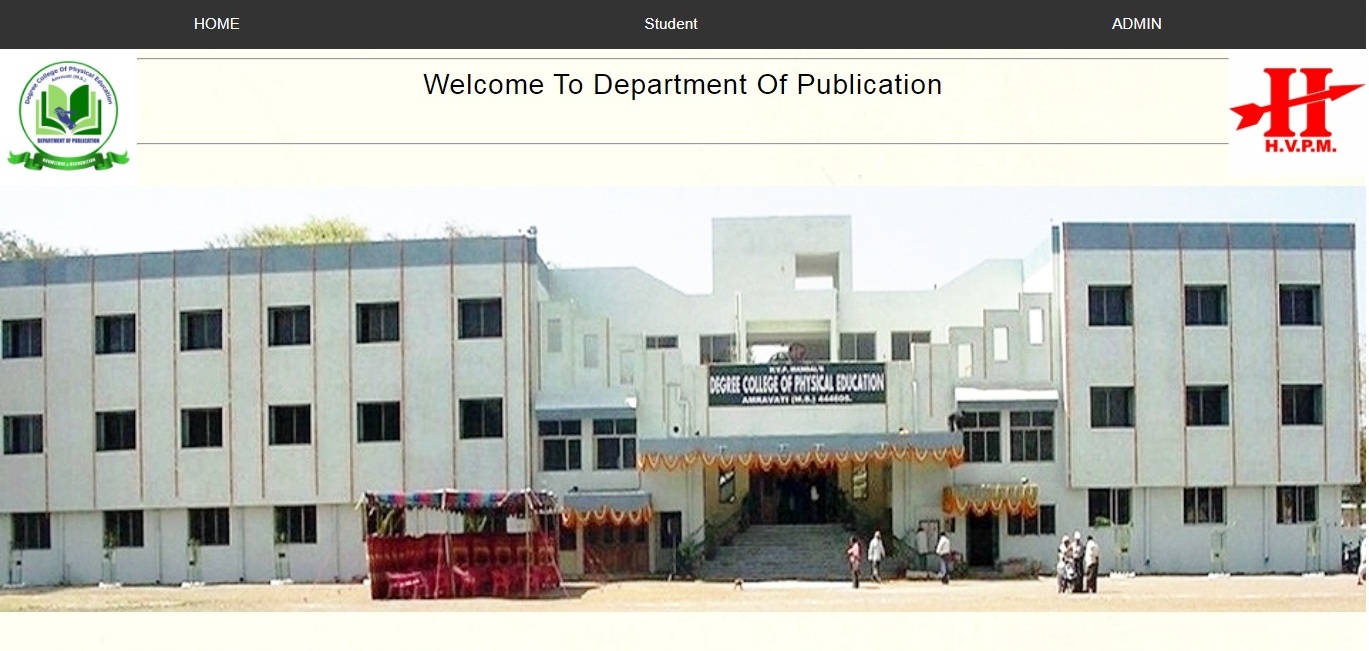 HOME
Student
ADMIN
Degree College Of Physical Education
Amravati (M.S.)
DEPARTMENT OF PUBLICATION
Welcome To Department Of Publication
H.V.P.M.
H.V.P. MANDAL'S
DEGREE COLLEGE OF PHYSICAL EDUCATION
AMRAVATI (M.S.) 444605.